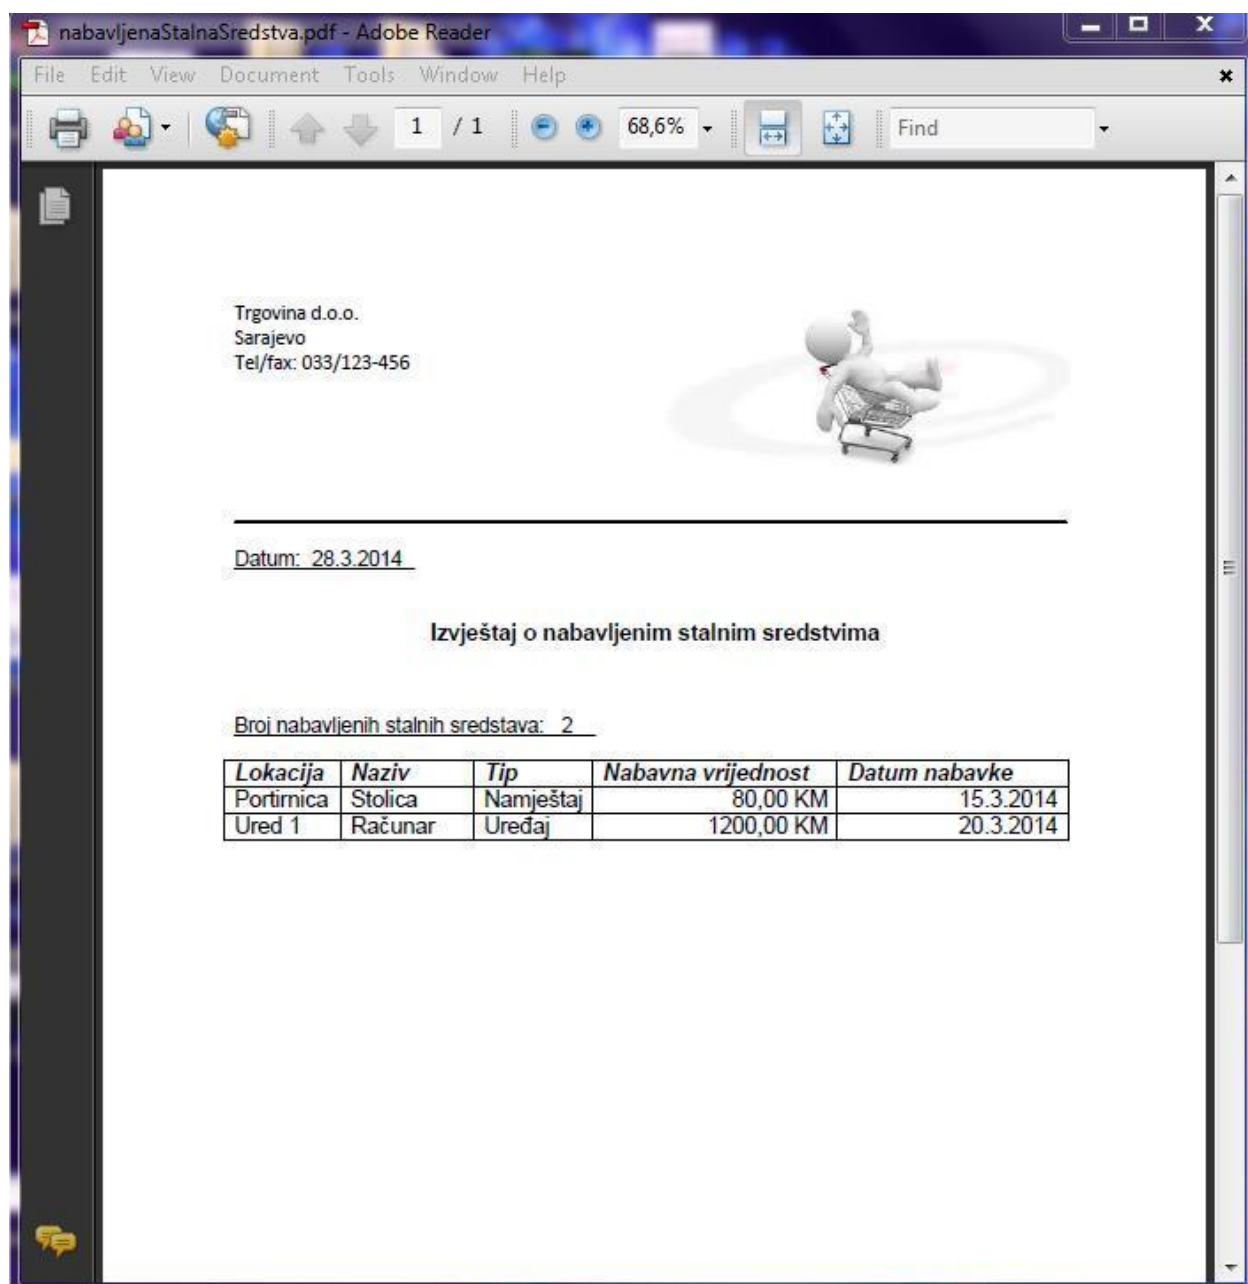 nabavljenaStalnaSredstva.pdf - Adobe Reader
File Edit View Document Tools Window Help
1 / 1 68,6% Find
Trgovina d.o.o.
Sarajevo
Tel/fax: 033/123-456
Datum: 28.3.2014
Izvještaj o nabavljenim stalnim sredstvima
Broj nabavljenih stalnih sredstava: 2
Lokacija Naziv Tip Nabavna vrijednost Datum nabavke
Portirnica Stolica Namještaj 80,00 KM 15.3.2014
Ured 1 Računar Uređaj 1200,00 KM 20.3.2014